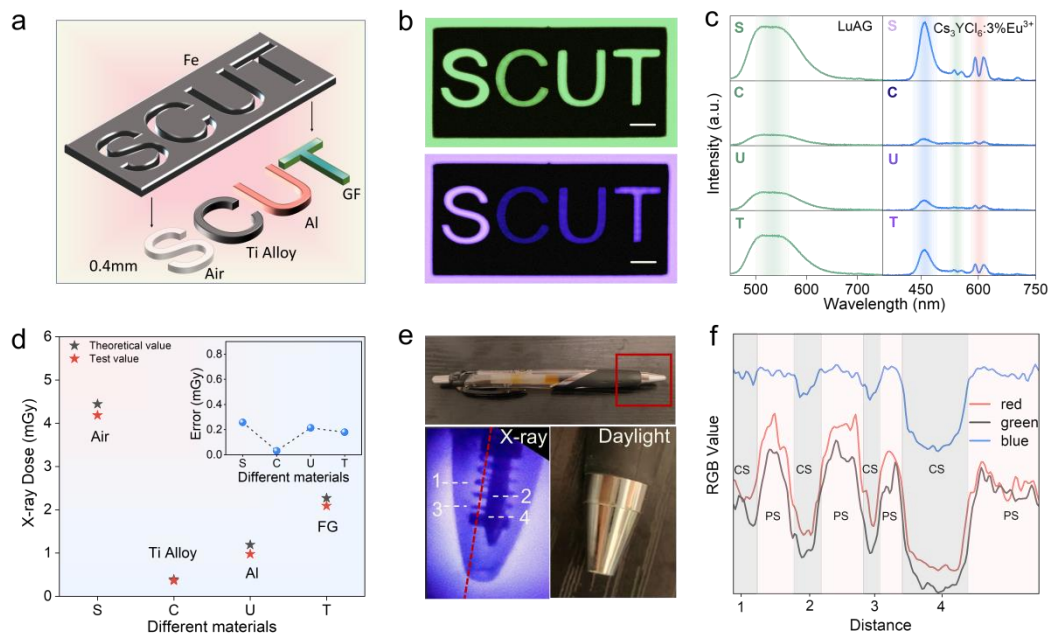 a
Fe
GF
Al
Ti Alloy
Air
0.4mm
b
SCUT
SCUT
c
LuAG
Cs₃YCl₆:3%Eu³⁺
S
S
C
C
U
U
T
T
Intensity (a.u.)
500 600 700 450 600 750
Wavelength (nm)
d
X-ray Dose (mGy)
6
5
4
3
2
1
0
Theoretical value
Test value
Air
Ti Alloy
Al
FG
S C U T
Different materials
Error (mGy)
0.8
0.6
0.4
0.2
0.0
S C U T
Different materials
e
X-ray
Daylight
1
2
3
4
f
RGB Value
red
green
blue
CS
PS
CS
PS
CS
PS
CS
PS
1 2 3 4
Distance